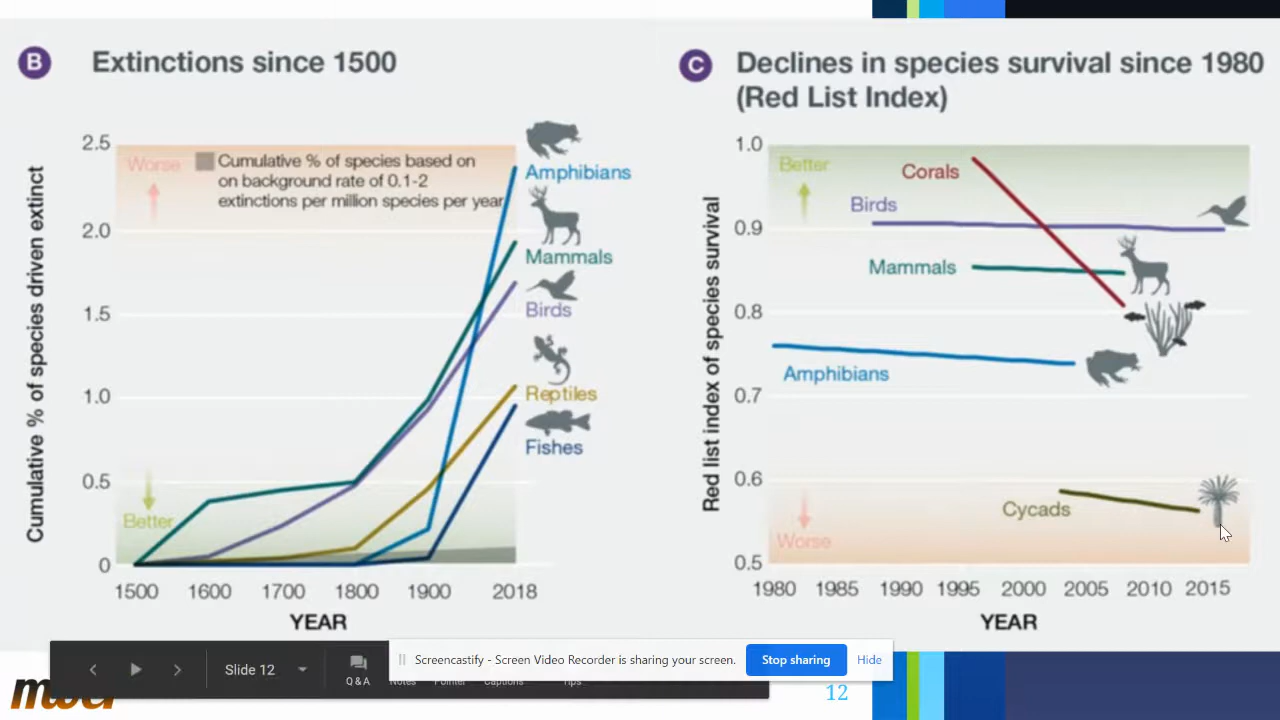 B Extinctions since 1500
Cumulative % of species driven extinct
2.5
2.0
1.5
1.0
0.5
0
Worse
Cumulative % of species based on
on background rate of 0.1-2
extinctions per million species per year
Better
Amphibians
Mammals
Birds
Reptiles
Fishes
1500 1600 1700 1800 1900 2018
YEAR
C Declines in species survival since 1980
(Red List Index)
Red list index of species survival
1.0
0.9
0.8
0.7
0.6
0.5
Better
Corals
Birds
Mammals
Amphibians
Cycads
Worse
1980 1985 1990 1995 2000 2005 2010 2015
YEAR
Slide 12
Q & A
Notes
Pointer
Captions
Tips
Screencastify - Screen Video Recorder is sharing your screen.
Stop sharing
Hide
12